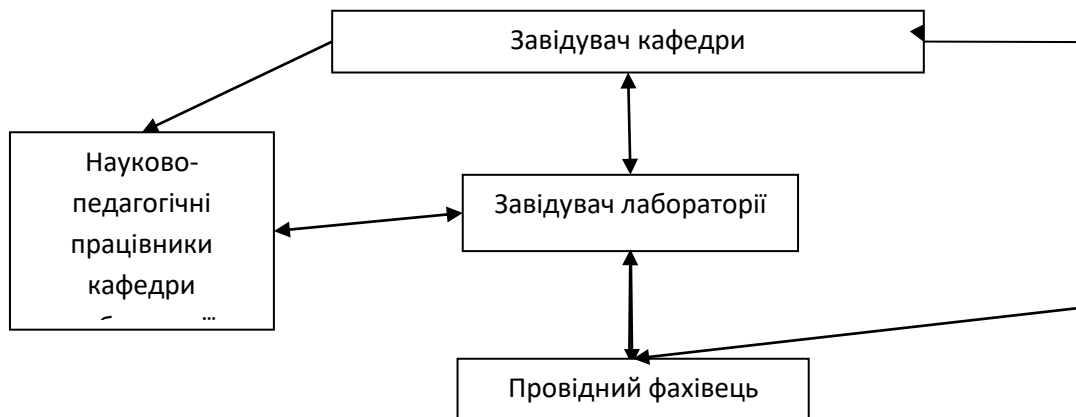 Завідувач кафедри
Науково-
педагогічні
працівники
кафедри
Завідувач лабораторії
Провідний фахівець